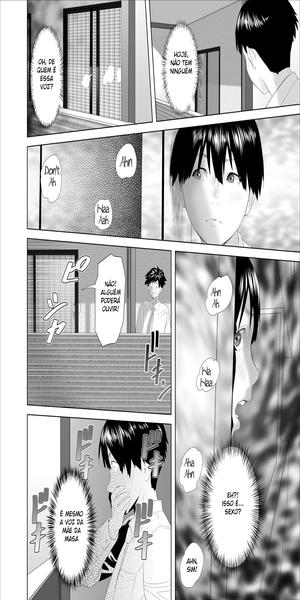 HOJE,
NÃO TEM
NINGUÉM
OH, DE
QUEM É
ESSA
VOZ?
Ahn
Don't
Ah
Naa
Aah
NÃO!
ALGUÉM
PODERÁ
OUVIR!
Ahn
Ah
Na
Naa
Aha
Ahn
EH?!
ISSO É...
SEXO?
AHN,
SIM!
É MESMO
A VOZ DA
MÃE DA
MASA